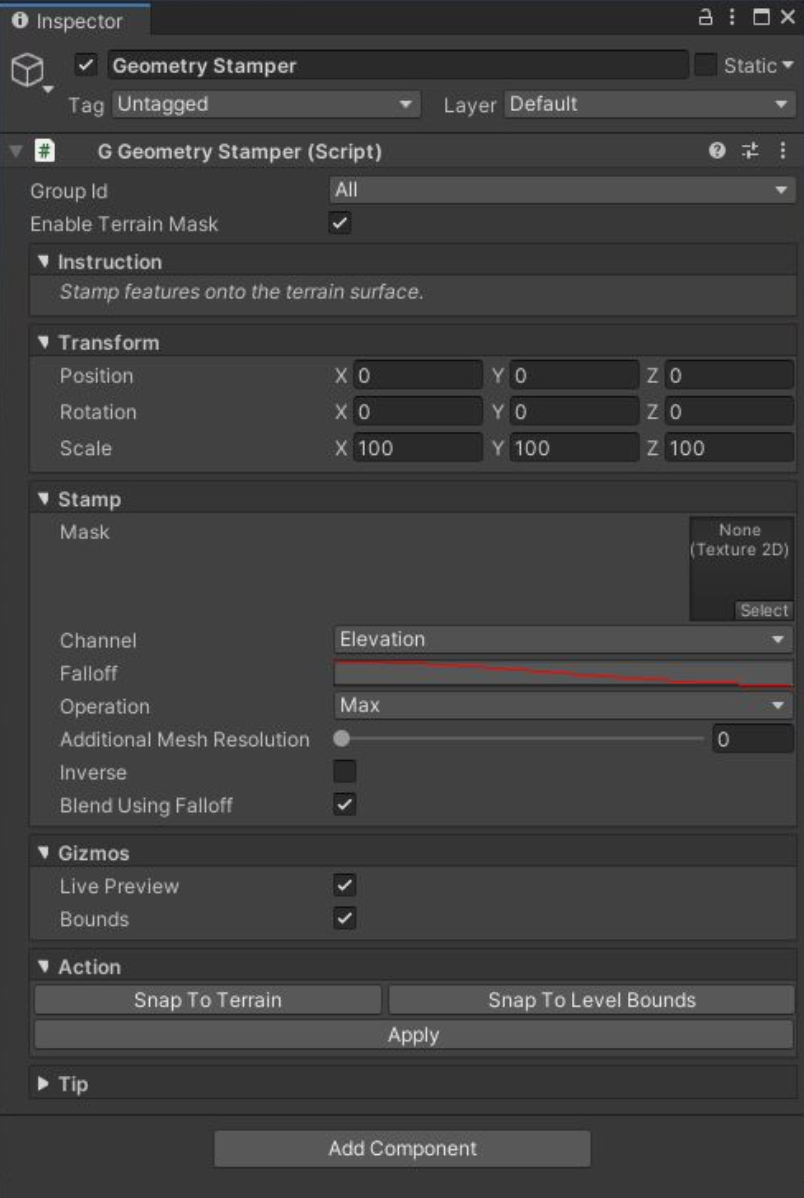 Inspector
Geometry Stamper Static
Tag Untagged Layer Default
# G Geometry Stamper (Script)
Group Id All
Enable Terrain Mask
Instruction
Stamp features onto the terrain surface.
Transform
Position X 0 Y 0 Z 0
Rotation X 0 Y 0 Z 0
Scale X 100 Y 100 Z 100
Stamp
Mask None
(Texture 2D)
Select
Channel Elevation
Falloff
Operation Max
Additional Mesh Resolution 0
Inverse
Blend Using Falloff
Gizmos
Live Preview
Bounds
Action
Snap To Terrain Snap To Level Bounds
Apply
Tip
Add Component